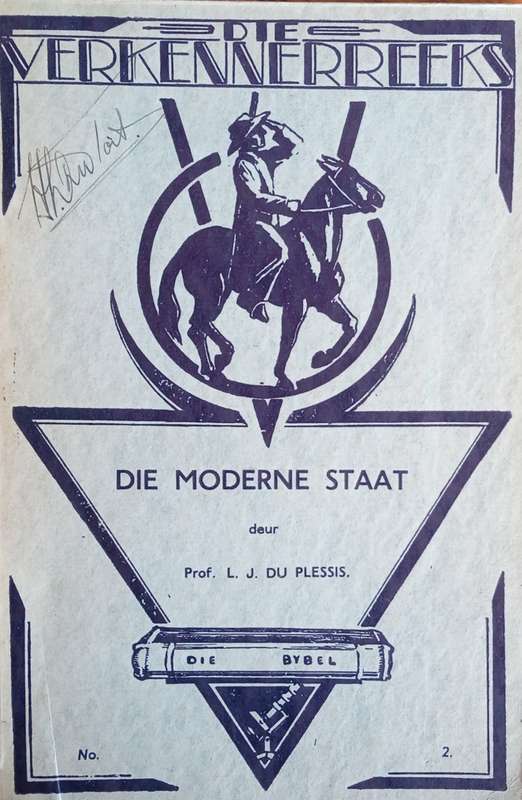 DIE
VERKENNERREEKS
DIE MODERNE STAAT
deur
Prof. L. J. DU PLESSIS.
DIE BYBEL
No. 2.